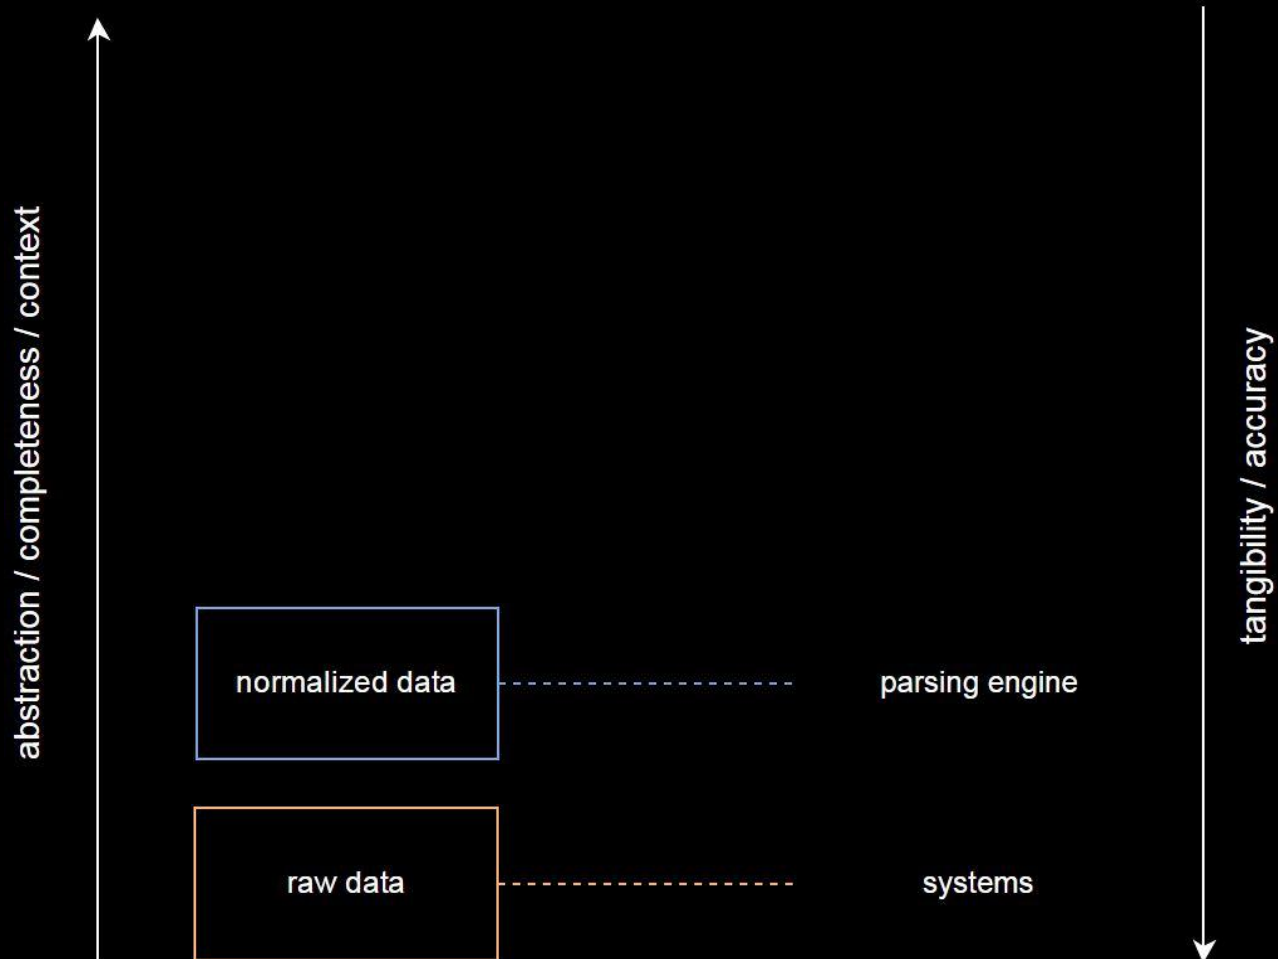 abstraction / completeness / context
tangibility / accuracy
normalized data
parsing engine
raw data
systems